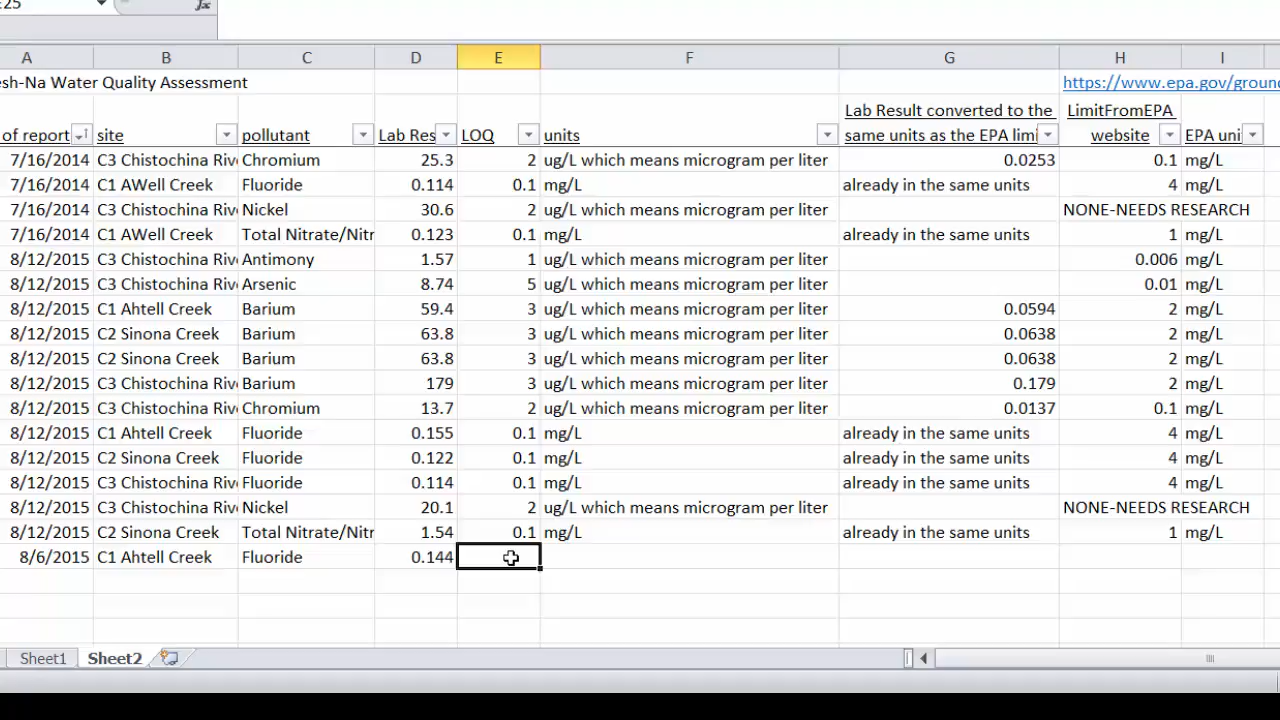 E25 fx
A B C D E F G H I
esh-Na Water Quality Assessment https://www.epa.gov/ground
Lab Result converted to the LimitFromEPA
of report site pollutant Lab Res LOQ units same units as the EPA limi website EPA uni
7/16/2014 C3 Chistochina Rive Chromium 25.3 2 ug/L which means microgram per liter 0.0253 0.1 mg/L
7/16/2014 C1 AWell Creek Fluoride 0.114 0.1 mg/L already in the same units 4 mg/L
7/16/2014 C3 Chistochina Rive Nickel 30.6 2 ug/L which means microgram per liter NONE-NEEDS RESEARCH
7/16/2014 C1 AWell Creek Total Nitrate/Nitr 0.123 0.1 mg/L already in the same units 1 mg/L
8/12/2015 C3 Chistochina Rive Antimony 1.57 1 ug/L which means microgram per liter 0.006 mg/L
8/12/2015 C3 Chistochina Rive Arsenic 8.74 5 ug/L which means microgram per liter 0.01 mg/L
8/12/2015 C1 Ahtell Creek Barium 59.4 3 ug/L which means microgram per liter 0.0594 2 mg/L
8/12/2015 C2 Sinona Creek Barium 63.8 3 ug/L which means microgram per liter 0.0638 2 mg/L
8/12/2015 C2 Sinona Creek Barium 63.8 3 ug/L which means microgram per liter 0.0638 2 mg/L
8/12/2015 C3 Chistochina Rive Barium 179 3 ug/L which means microgram per liter 0.179 2 mg/L
8/12/2015 C3 Chistochina Rive Chromium 13.7 2 ug/L which means microgram per liter 0.0137 0.1 mg/L
8/12/2015 C1 Ahtell Creek Fluoride 0.155 0.1 mg/L already in the same units 4 mg/L
8/12/2015 C2 Sinona Creek Fluoride 0.122 0.1 mg/L already in the same units 4 mg/L
8/12/2015 C3 Chistochina Rive Fluoride 0.114 0.1 mg/L already in the same units 4 mg/L
8/12/2015 C3 Chistochina Rive Nickel 20.1 2 ug/L which means microgram per liter NONE-NEEDS RESEARCH
8/12/2015 C2 Sinona Creek Total Nitrate/Nitr 1.54 0.1 mg/L already in the same units 1 mg/L
8/6/2015 C1 Ahtell Creek Fluoride 0.144
Sheet1 Sheet2